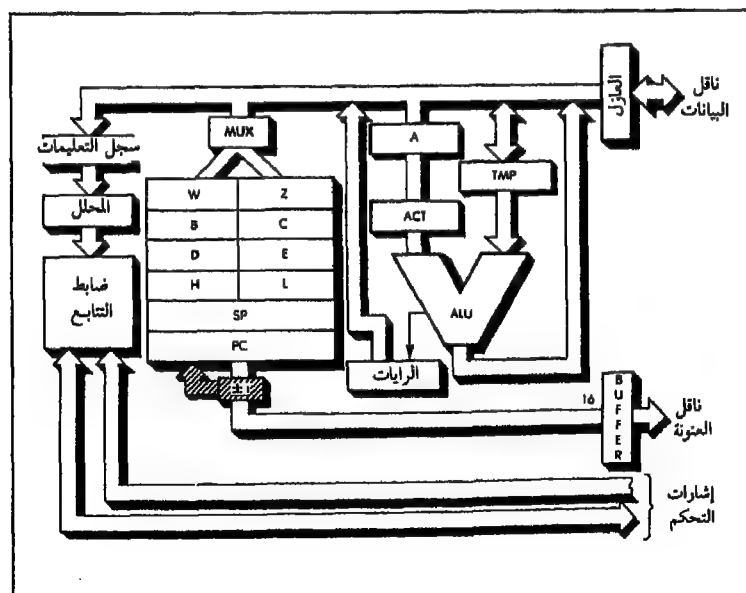 ناقل
البيانات
العازل
MUX
A
سجل التعليمات
TMP
المحلل
W Z
ACT
B C
D E
ضابط
التتابع
H L
ALU
SP
PC
الرايات
±1
16
BUFFER
ناقل
العنونة
إشارات
التحكم